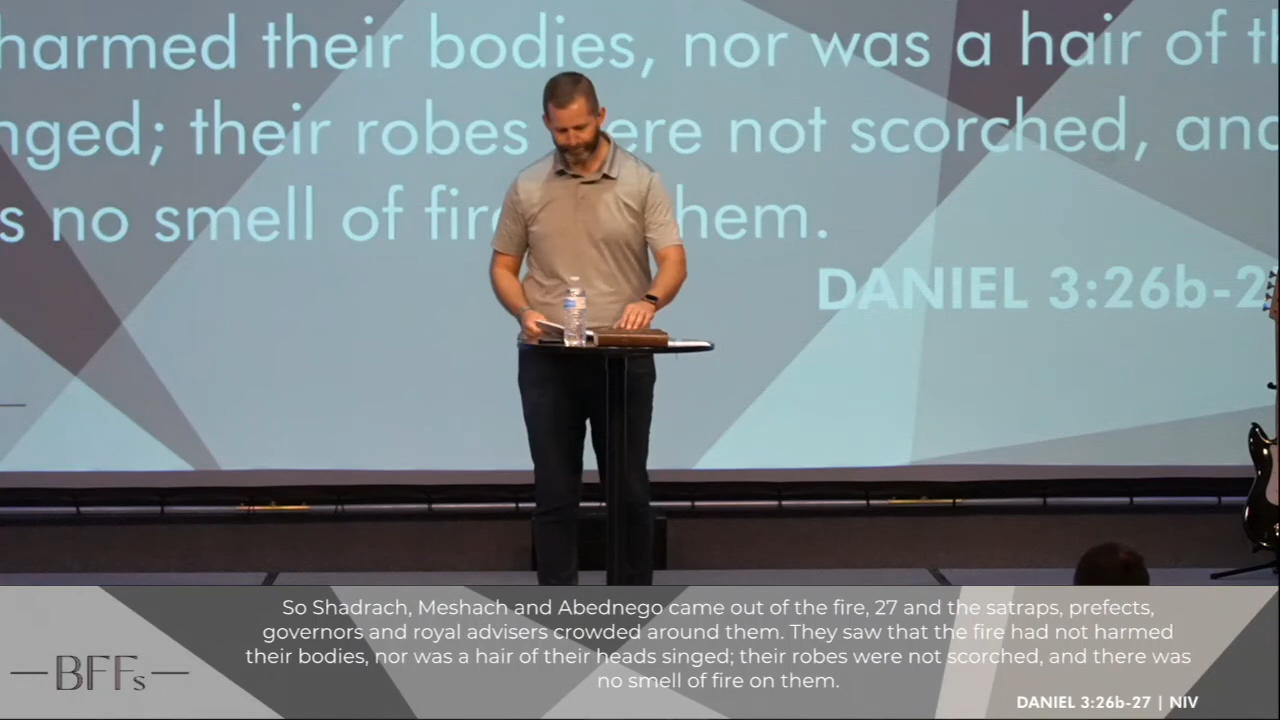 harmed their bodies, nor was a hair of
nged; their robes were not scorched, and
s no smell of fire them.
DANIEL 3:26b-2
So Shadrach, Meshach and Abednego came out of the fire, 27 and the satraps, prefects,
governors and royal advisers crowded around them. They saw that the fire had not harmed
their bodies, nor was a hair of their heads singed; their robes were not scorched, and there was
no smell of fire on them.
BFFs
DANIEL 3:26b-27 | NIV